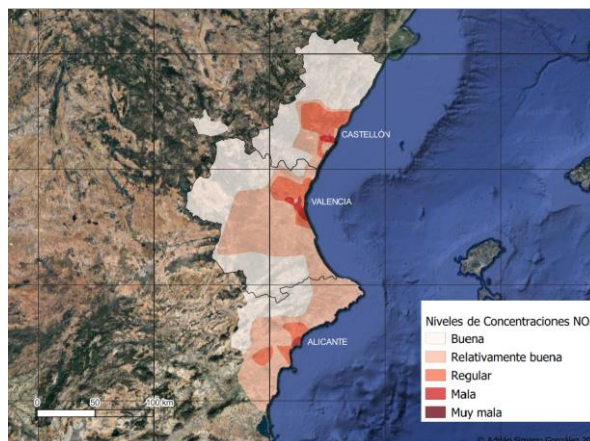 CASTELLÓN
VALENCIA
ALICANTE
Niveles de Concentraciones NO
Buena
Relativamente buena
Regular
Mala
Muy mala
0 50 100 km